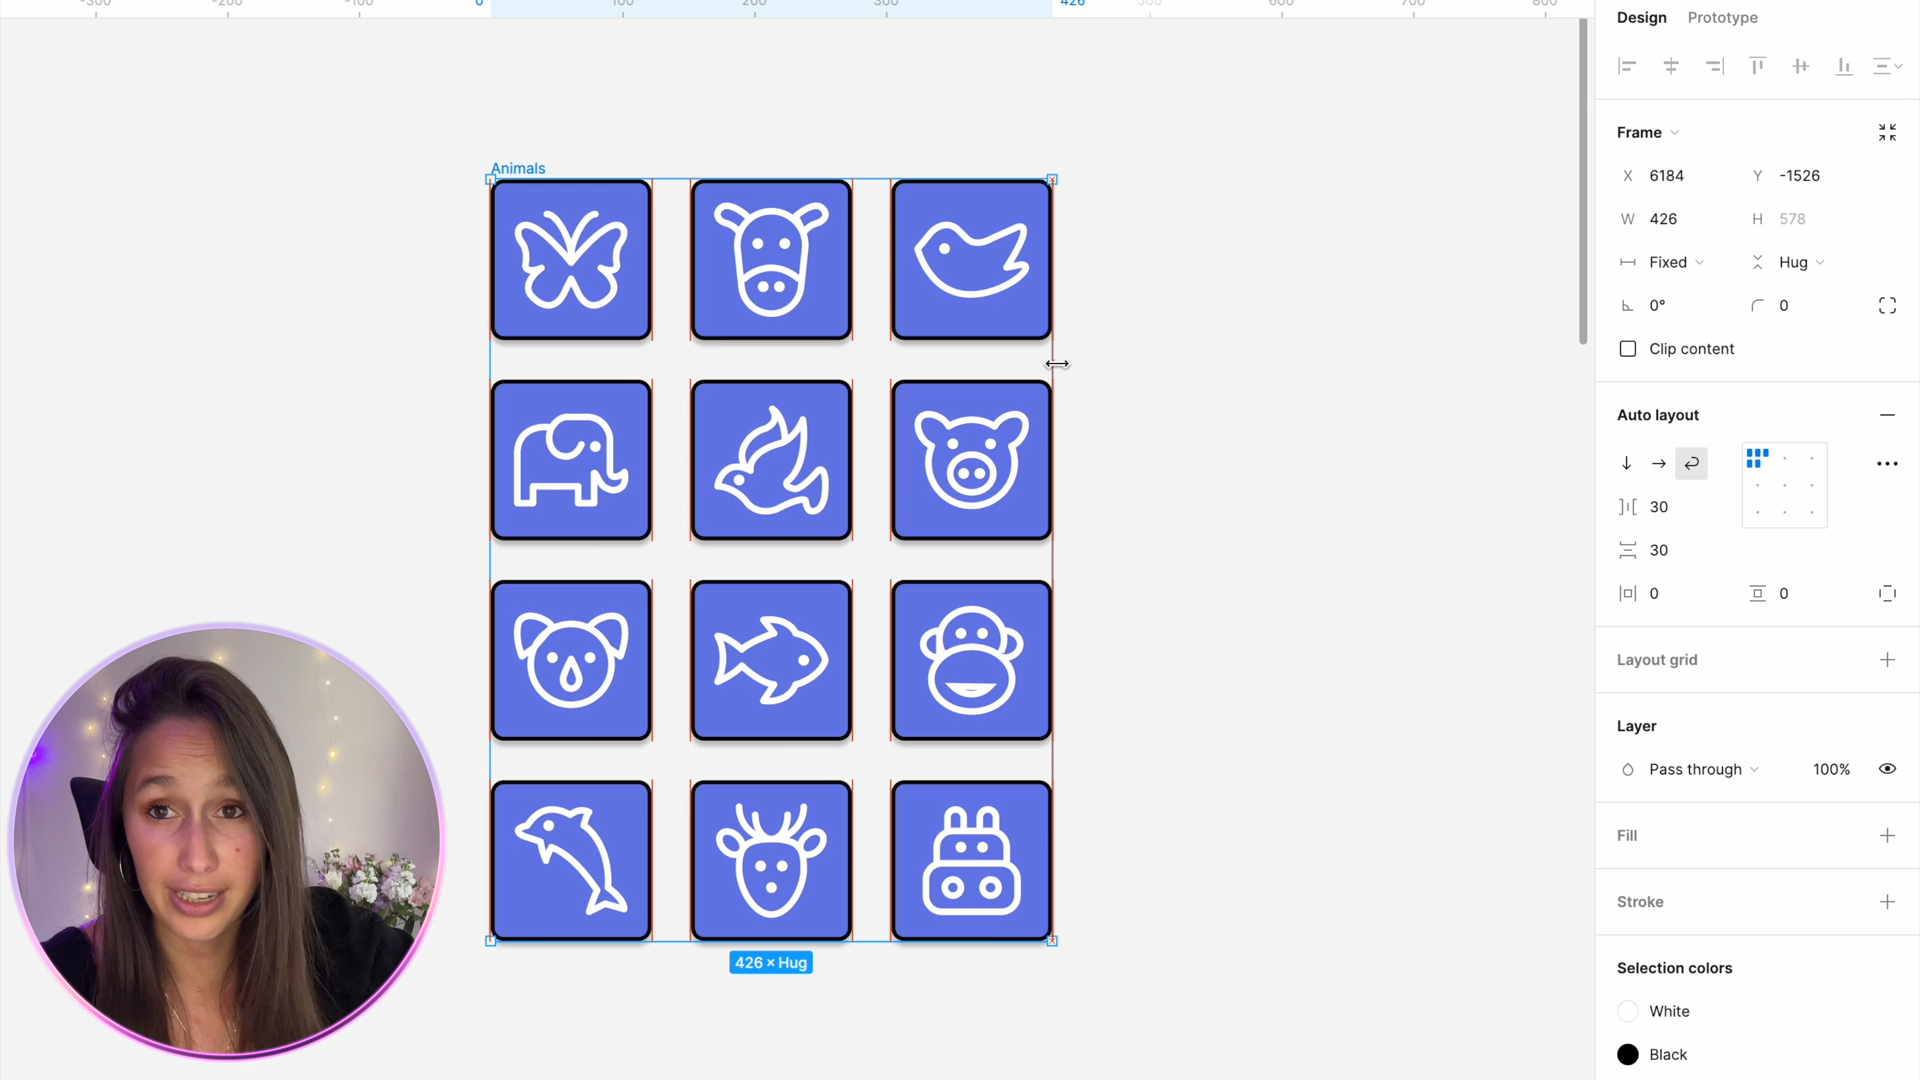 -300 -200 -100 0 100 200 300 426 500 600 700 800
Design Prototype
Animals
Frame
X 6184 Y -1526
W 426 H 578
Fixed Hug
0° 0
Clip content
Auto layout
30
30
0 0
Layout grid
Layer
Pass through 100%
Fill
Stroke
426 × Hug
Selection colors
White
Black